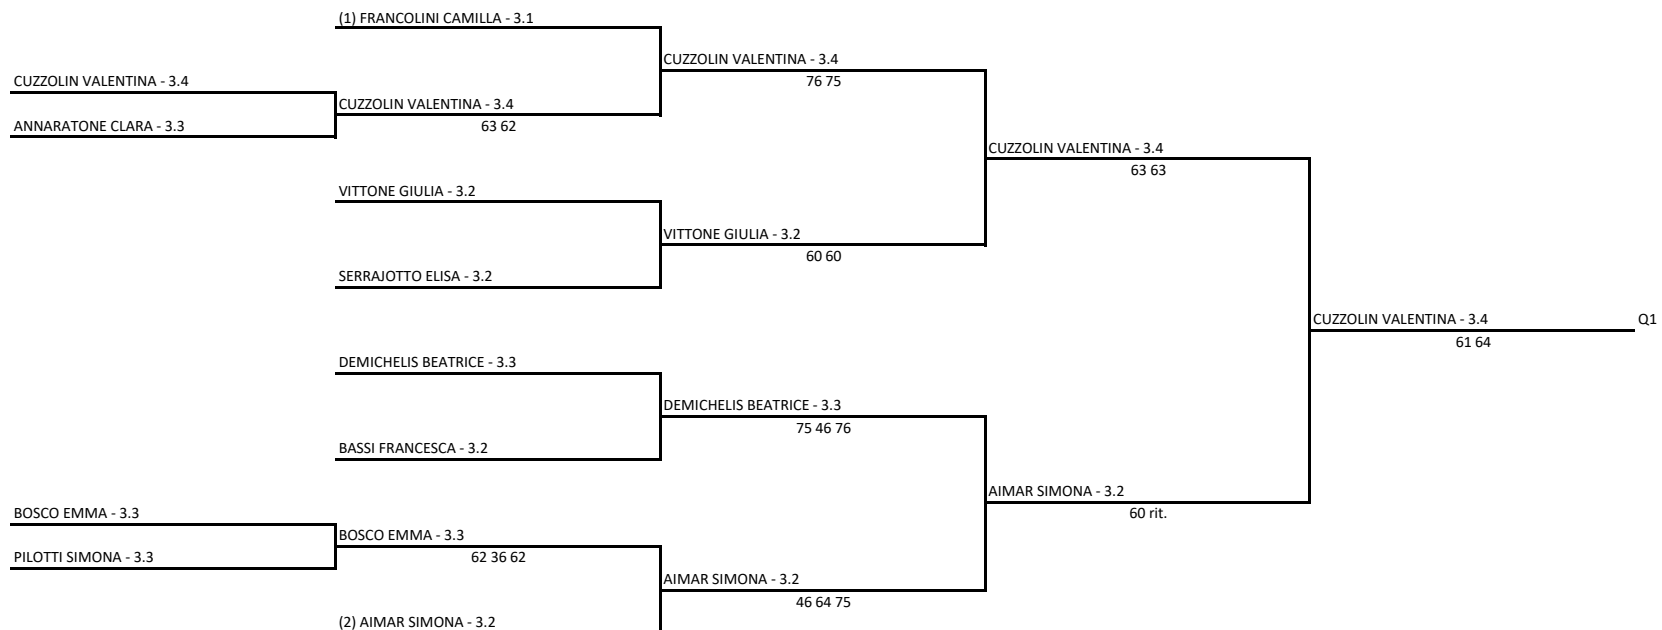 (1) FRANCOLINI CAMILLA - 3.1
CUZZOLIN VALENTINA - 3.4
76 75
CUZZOLIN VALENTINA - 3.4
CUZZOLIN VALENTINA - 3.4
63 62
ANNARATONE CLARA - 3.3
CUZZOLIN VALENTINA - 3.4
63 63
VITTONE GIULIA - 3.2
VITTONE GIULIA - 3.2
60 60
SERRAJOTTO ELISA - 3.2
CUZZOLIN VALENTINA - 3.4
Q1
61 64
DEMICHELIS BEATRICE - 3.3
DEMICHELIS BEATRICE - 3.3
75 46 76
BASSI FRANCESCA - 3.2
AIMAR SIMONA - 3.2
60 rit.
BOSCO EMMA - 3.3
BOSCO EMMA - 3.3
62 36 62
PILOTTI SIMONA - 3.3
AIMAR SIMONA - 3.2
46 64 75
(2) AIMAR SIMONA - 3.2